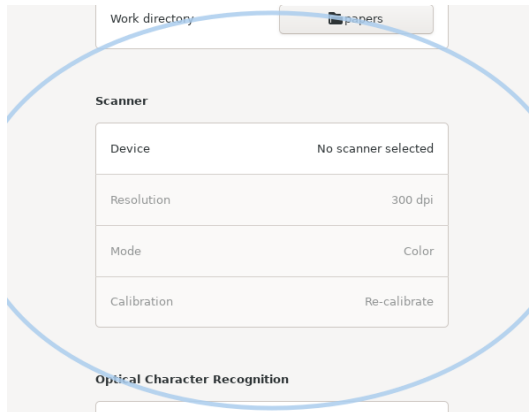 Work directory papers
Scanner
Device No scanner selected
Resolution 300 dpi
Mode Color
Calibration Re-calibrate
Optical Character Recognition